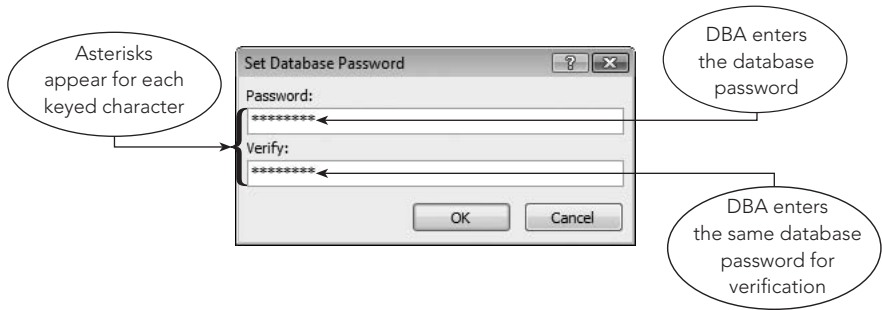 Asterisks
appear for each
keyed character
Set Database Password
Password:
********
Verify:
********
OK
Cancel
DBA enters
the database
password
DBA enters
the same database
password for
verification